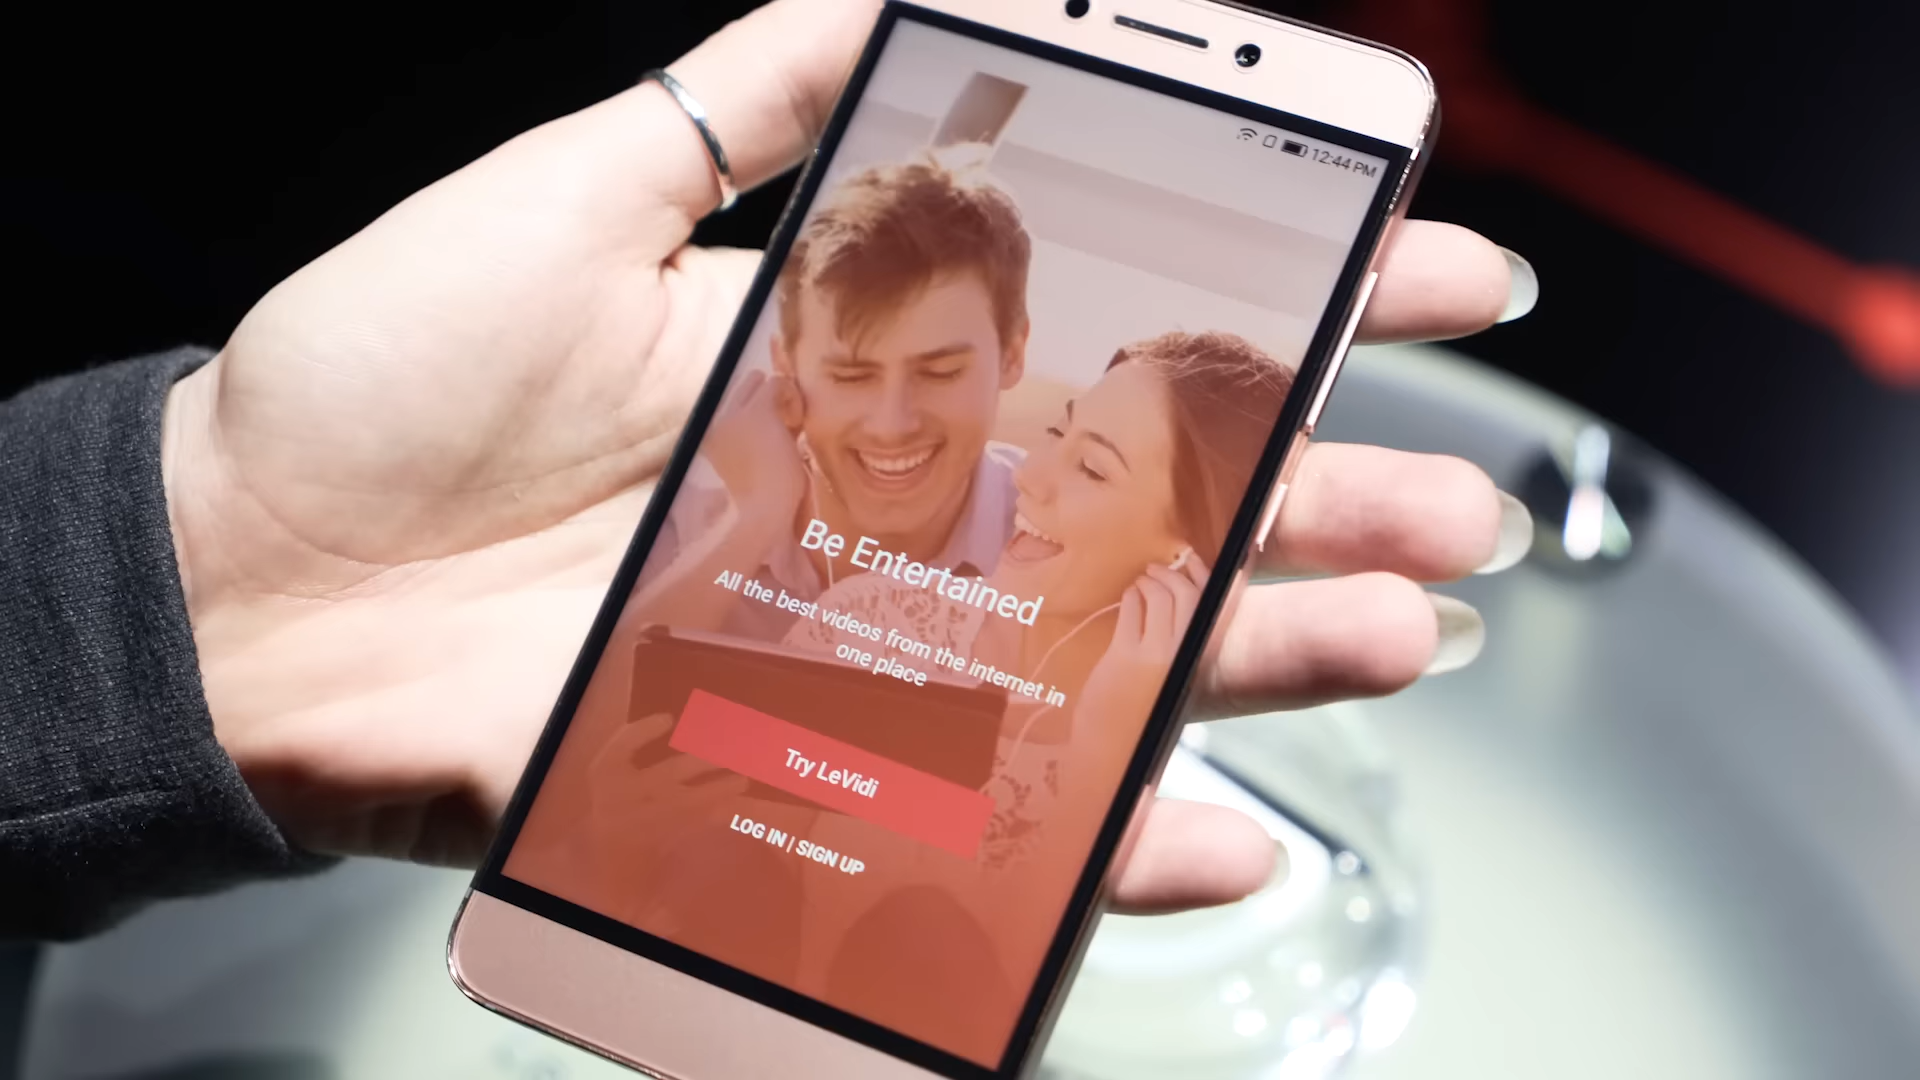 12:44 PM
Be Entertained
All the best videos from the internet in
one place
Try LeVidi
LOG IN | SIGN UP